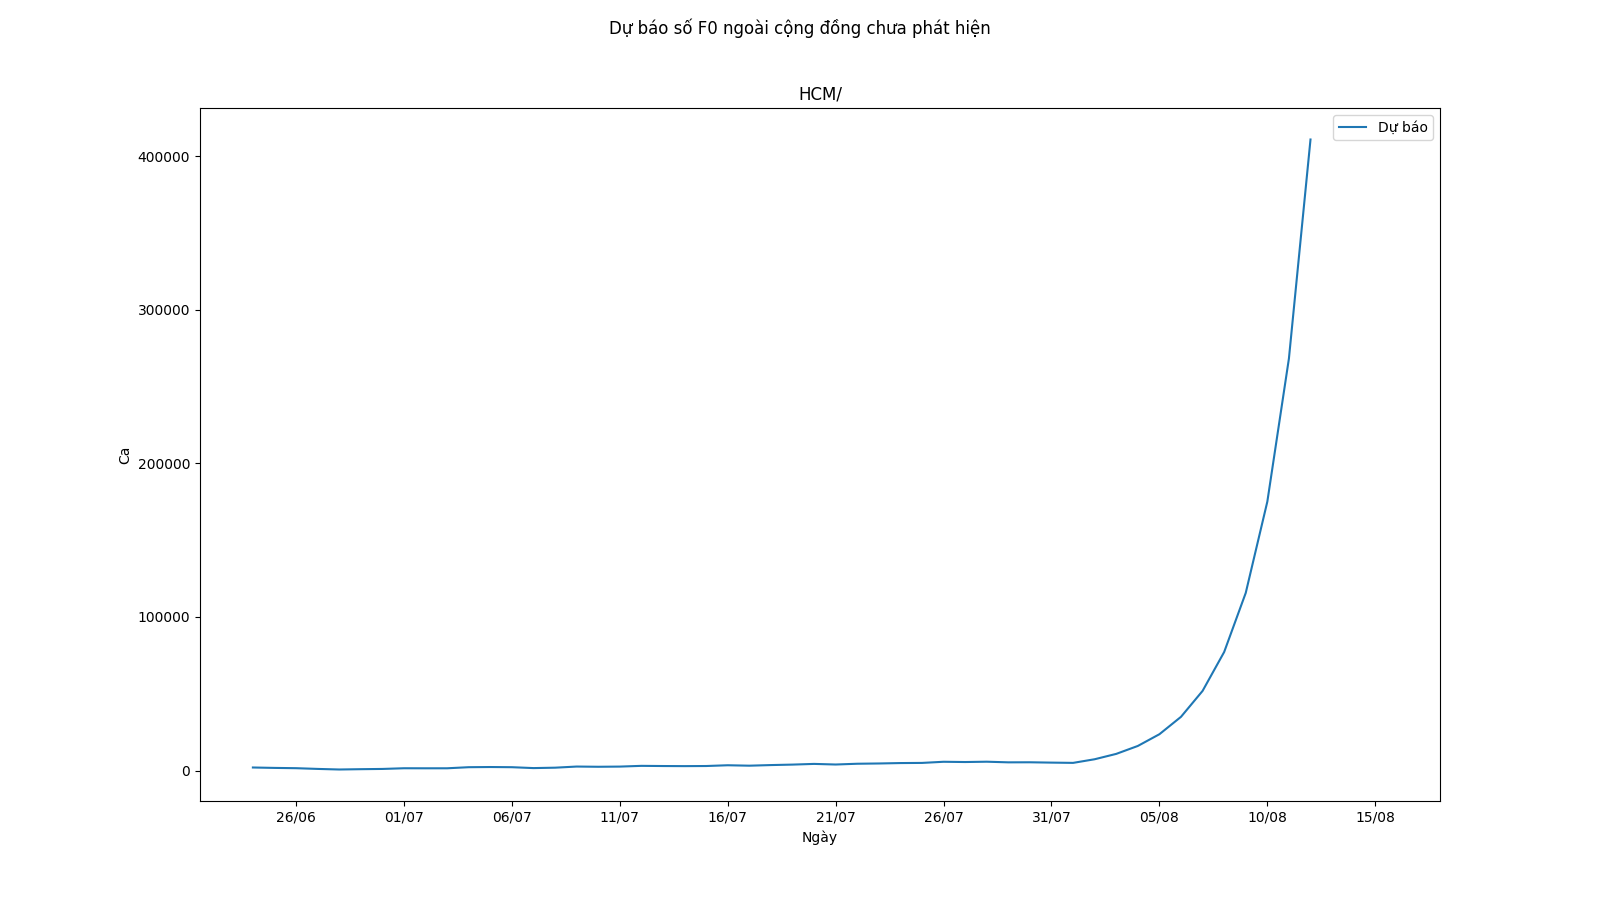 Dự báo số F0 ngoài cộng đồng chưa phát hiện
HCM/
Dự báo
400000
300000
200000
100000
0
Ca
26/06 01/07 06/07 11/07 16/07 21/07 26/07 31/07 05/08 10/08 15/08
Ngày